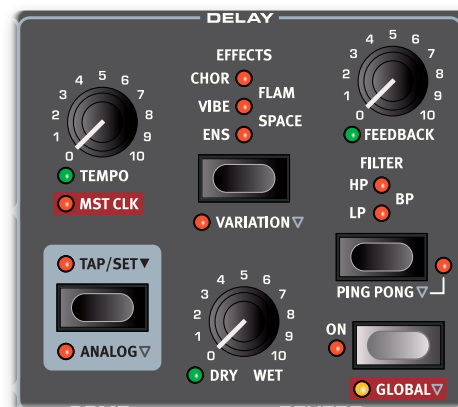 DELAY
EFFECTS
CHOR
FLAM
VIBE
SPACE
ENS
VARIATION▽
0 1 2 3 4 5 6 7 8 9 10
TEMPO
MST CLK
0 1 2 3 4 5 6 7 8 9 10
FEEDBACK
FILTER
HP
BP
LP
PING PONG▽
TAP/SET▼
ANALOG▽
0 1 2 3 4 5 6 7 8 9 10
DRY WET
ON
GLOBAL▽